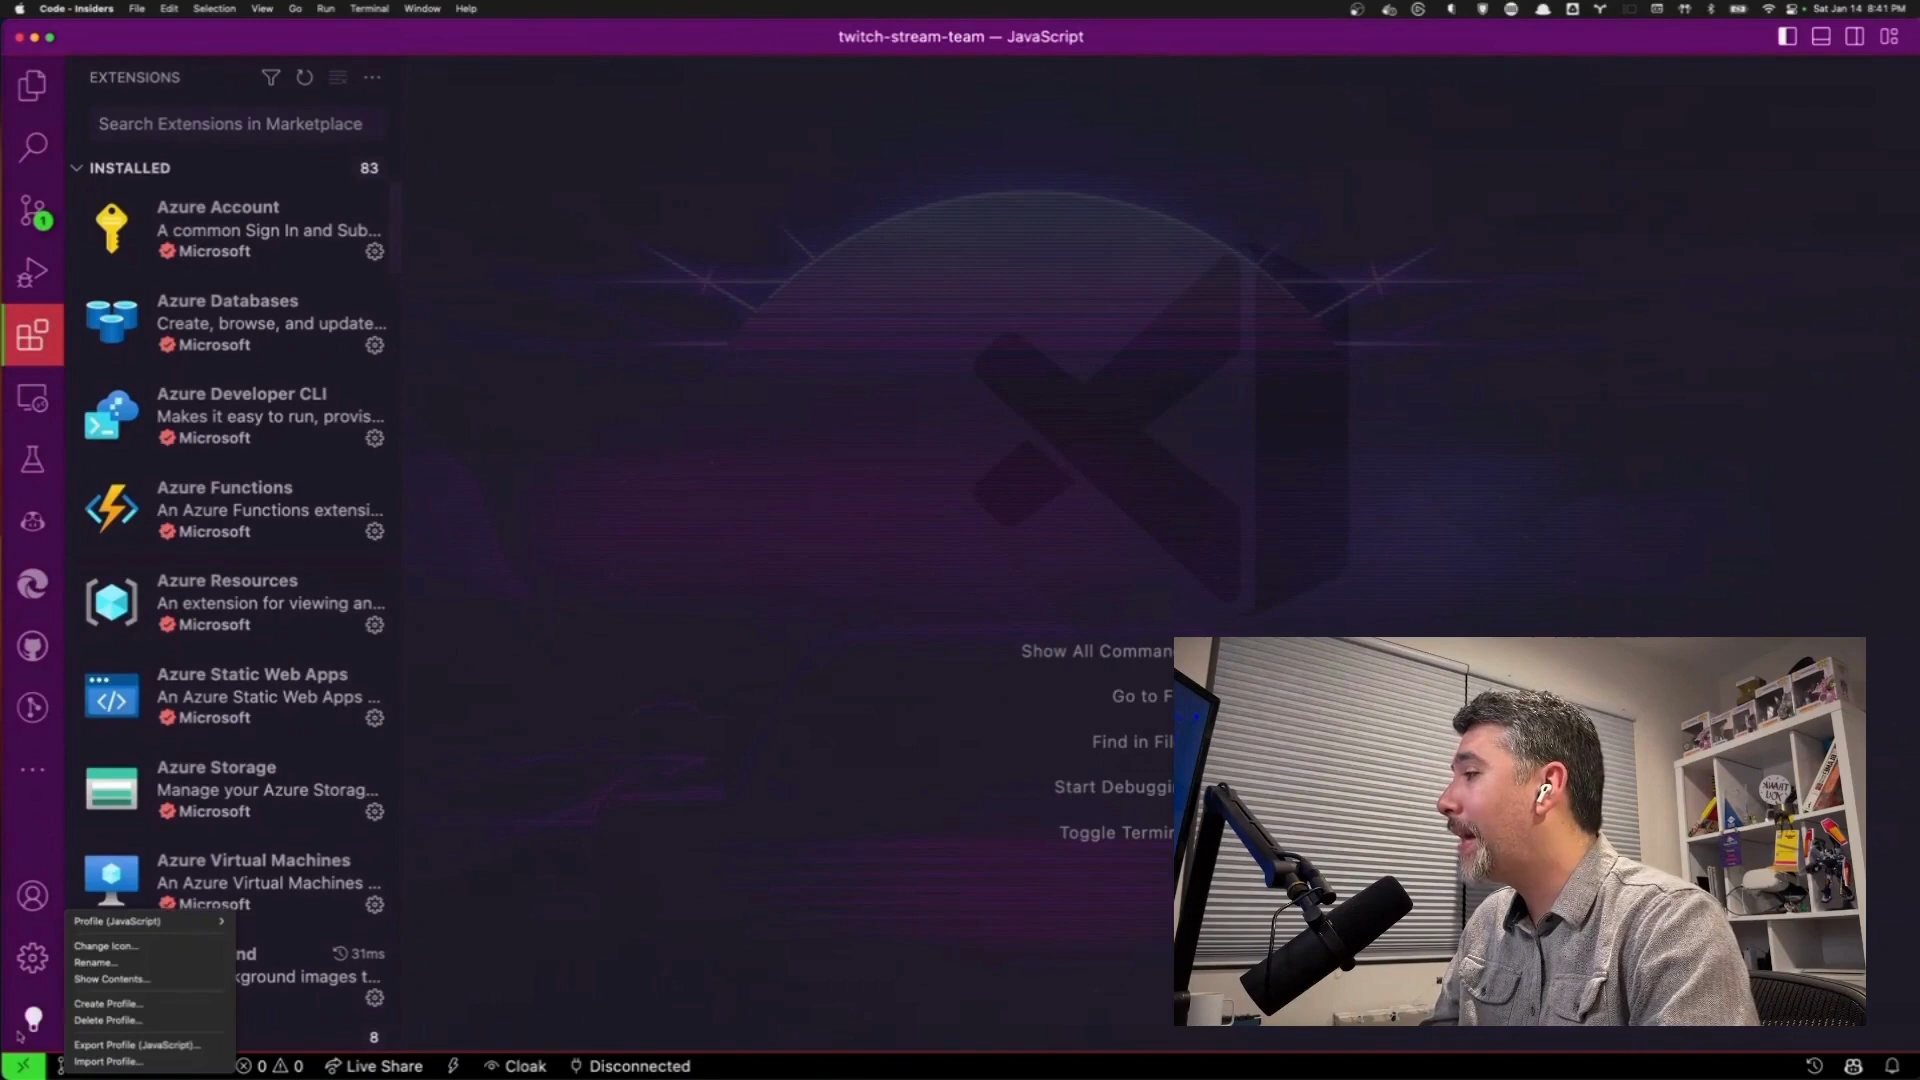 Code - Insiders File Edit Selection View Go Run Terminal Window Help
Sat Jan 14 8:41 PM
twitch-stream-team — JavaScript
EXTENSIONS
Search Extensions in Marketplace
INSTALLED 83
Azure Account
A common Sign In and Sub...
Microsoft
Azure Databases
Create, browse, and update...
Microsoft
Azure Developer CLI
Makes it easy to run, provis...
Microsoft
Azure Functions
An Azure Functions extensi...
Microsoft
Azure Resources
An extension for viewing an...
Microsoft
Azure Static Web Apps
An Azure Static Web Apps ...
Microsoft
Azure Storage
Manage your Azure Storag...
Microsoft
Azure Virtual Machines
An Azure Virtual Machines ...
Microsoft
nd 31ms
kground images t...
8
1
Profile (JavaScript)
Change Icon...
Rename...
Show Contents...
Create Profile...
Delete Profile...
Export Profile (JavaScript)...
Import Profile...
Show All Comman
Go to F
Find in Fil
Start Debuggi
Toggle Termin
0 0 Live Share Cloak Disconnected